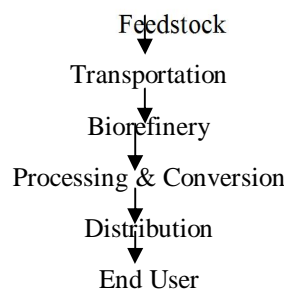 Feedstock
Transportation
Biorefinery
Processing & Conversion
Distribution
End User